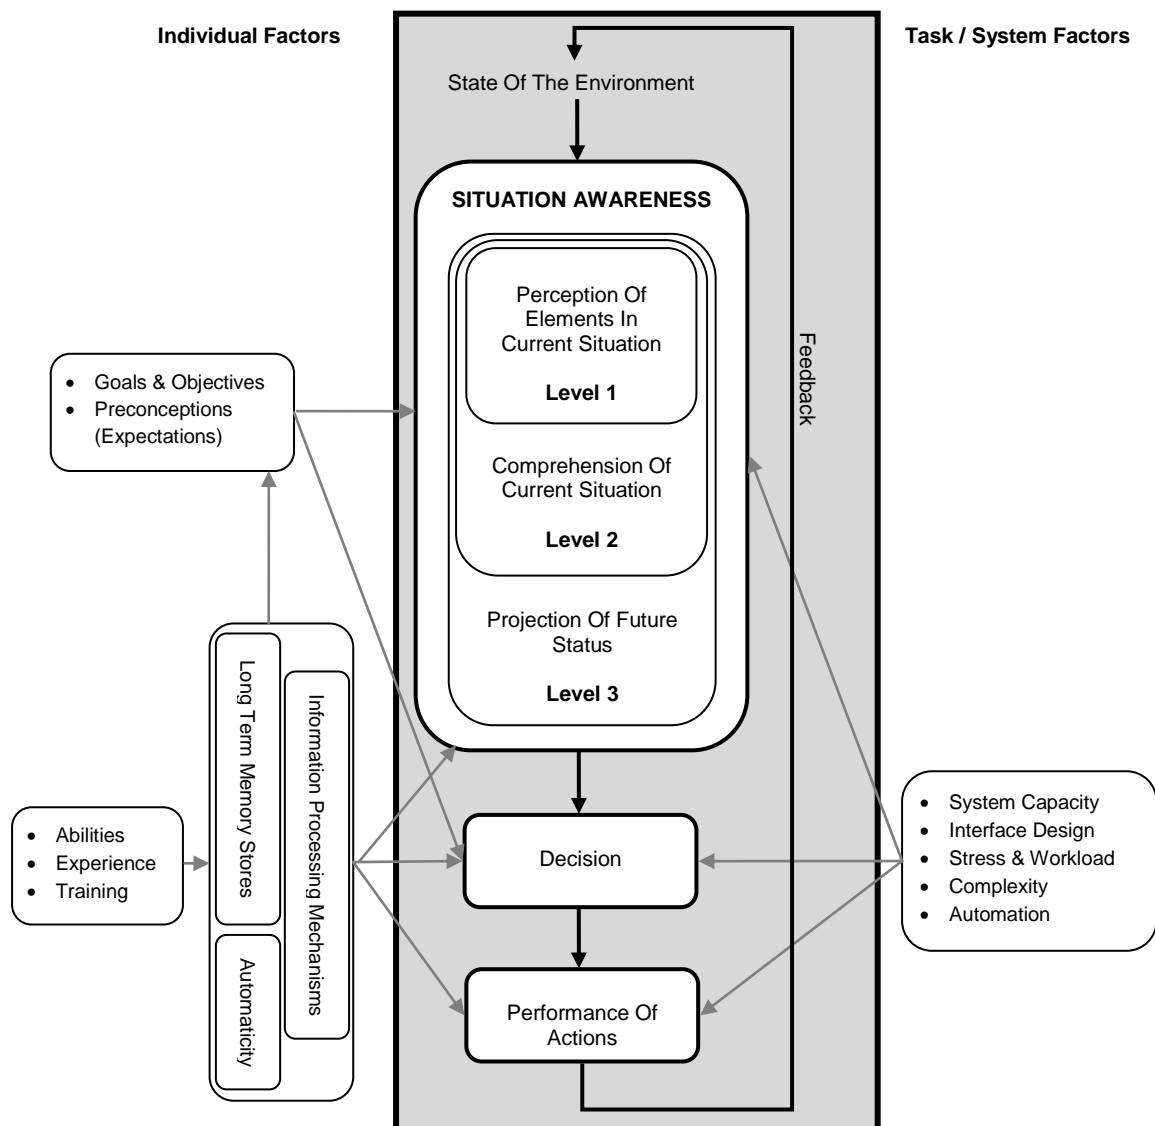 Individual Factors
Task / System Factors
State Of The Environment
SITUATION AWARENESS
Perception Of
Elements In
Current Situation
Level 1
Comprehension Of
Current Situation
Level 2
Projection Of Future
Status
Level 3
Feedback
• Goals & Objectives
• Preconceptions
(Expectations)
Long Term Memory Stores
Information Processing Mechanisms
Automaticity
• Abilities
• Experience
• Training
Decision
Performance Of
Actions
• System Capacity
• Interface Design
• Stress & Workload
• Complexity
• Automation